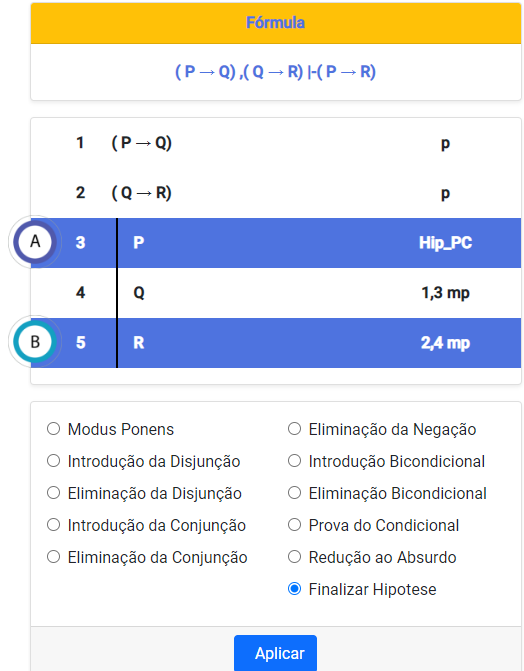 Fórmula
( P → Q) ,( Q → R) |-( P → R)
1 ( P → Q) p
2 ( Q → R) p
A 3 P Hip_PC
4 Q 1,3 mp
B 5 R 2,4 mp
Modus Ponens Eliminação da Negação
Introdução da Disjunção Introdução Bicondicional
Eliminação da Disjunção Eliminação Bicondicional
Introdução da Conjunção Prova do Condicional
Eliminação da Conjunção Redução ao Absurdo
Finalizar Hipotese
Aplicar